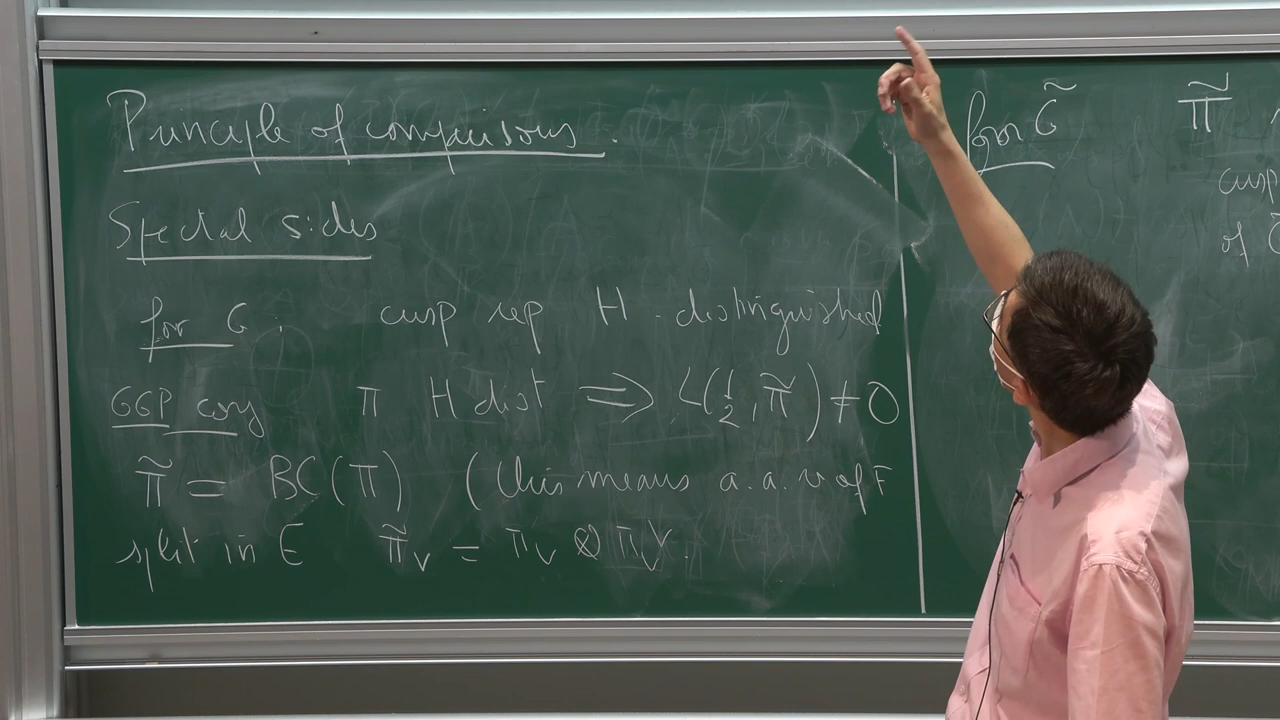 Principle of comparisons.
Spectral sides
for G : cusp rep H - distinguished
GGP conj π H dist ⟹ L(½, π̃) ≠ 0
π̃ = BC(π) (this means a.a. v of F
split in E π̃ᵥ = πᵥ ⊗ πᵥ^∨.
for G̃ π̃
cusp
of